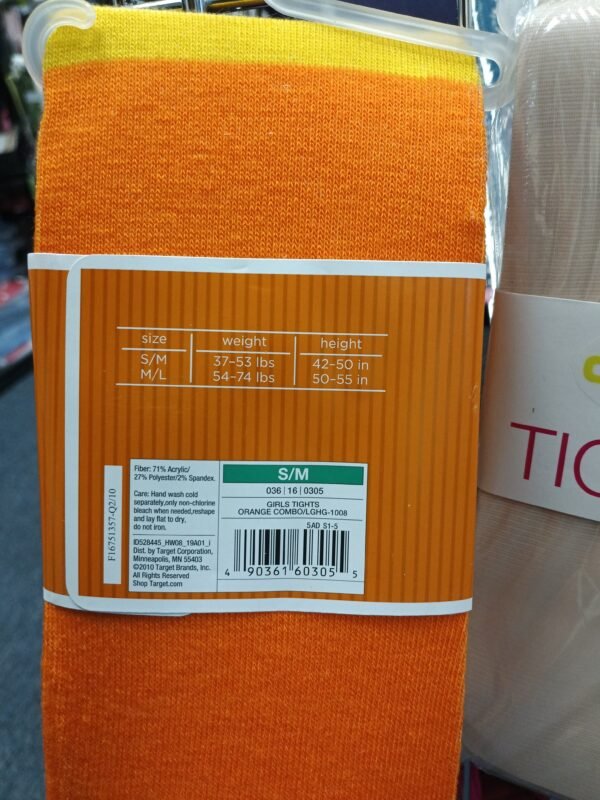 size weight height
S/M 37-53 lbs 42-50 in
M/L 54-74 lbs 50-55 in
F16751357-Q2/10
Fiber: 71% Acrylic/
27% Polyester/2% Spandex.
Care: Hand wash cold
separately,only non-chlorine
bleach when needed,reshape
and lay flat to dry,
do not iron.
ID528445_HW08_19A01_i
Dist. by Target Corporation,
Minneapolis, MN 55403
©2010 Target Brands, Inc.
All Rights Reserved
Shop Target.com
S/M
036 | 16 | 0305
GIRLS TIGHTS
ORANGE COMBO/LGHG-1008
5AD S1-5
4 90361 60305 5